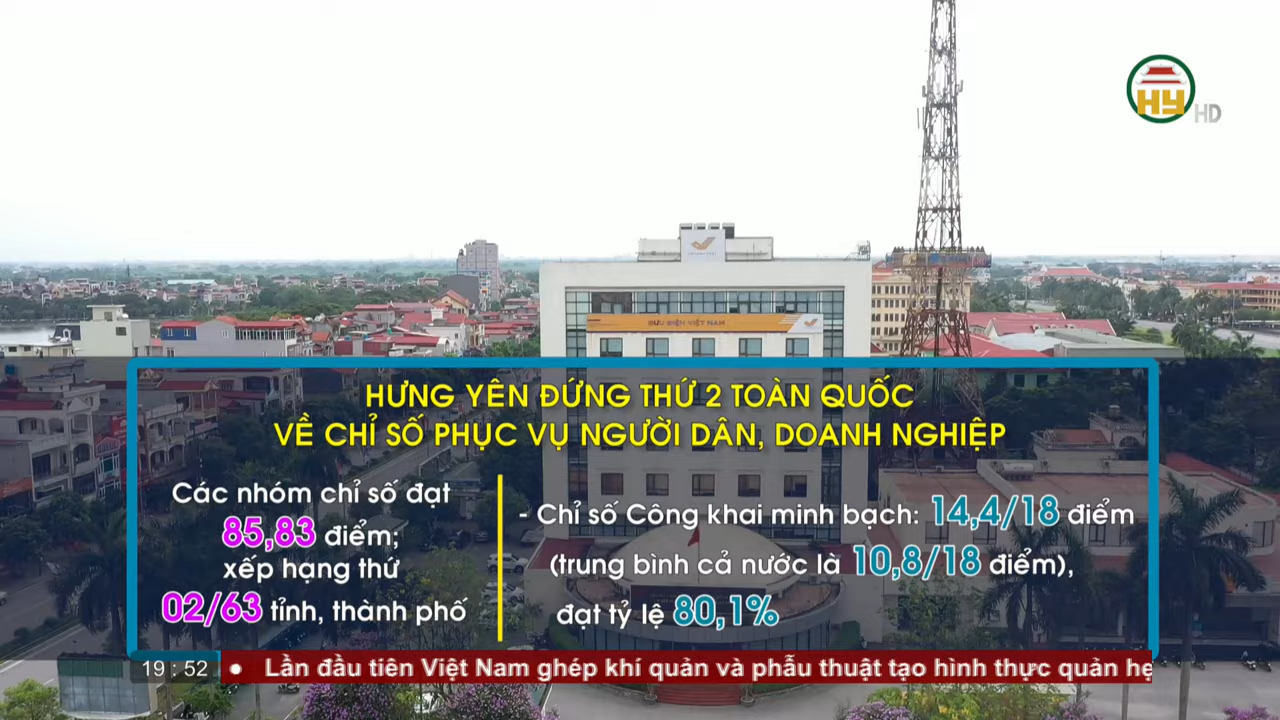 HY HD
BƯU ĐIỆN VIỆT NAM
HƯNG YÊN ĐỨNG THỨ 2 TOÀN QUỐC
VỀ CHỈ SỐ PHỤC VỤ NGƯỜI DÂN, DOANH NGHIỆP
Các nhóm chỉ số đạt
85,83 điểm;
xếp hạng thứ
02/63 tỉnh, thành phố
- Chỉ số Công khai minh bạch: 14,4/18 điểm
(trung bình cả nước là 10,8/18 điểm),
đạt tỷ lệ 80,1%
19 : 52 ● Lần đầu tiên Việt Nam ghép khí quản và phẫu thuật tạo hình thực quản hẹ